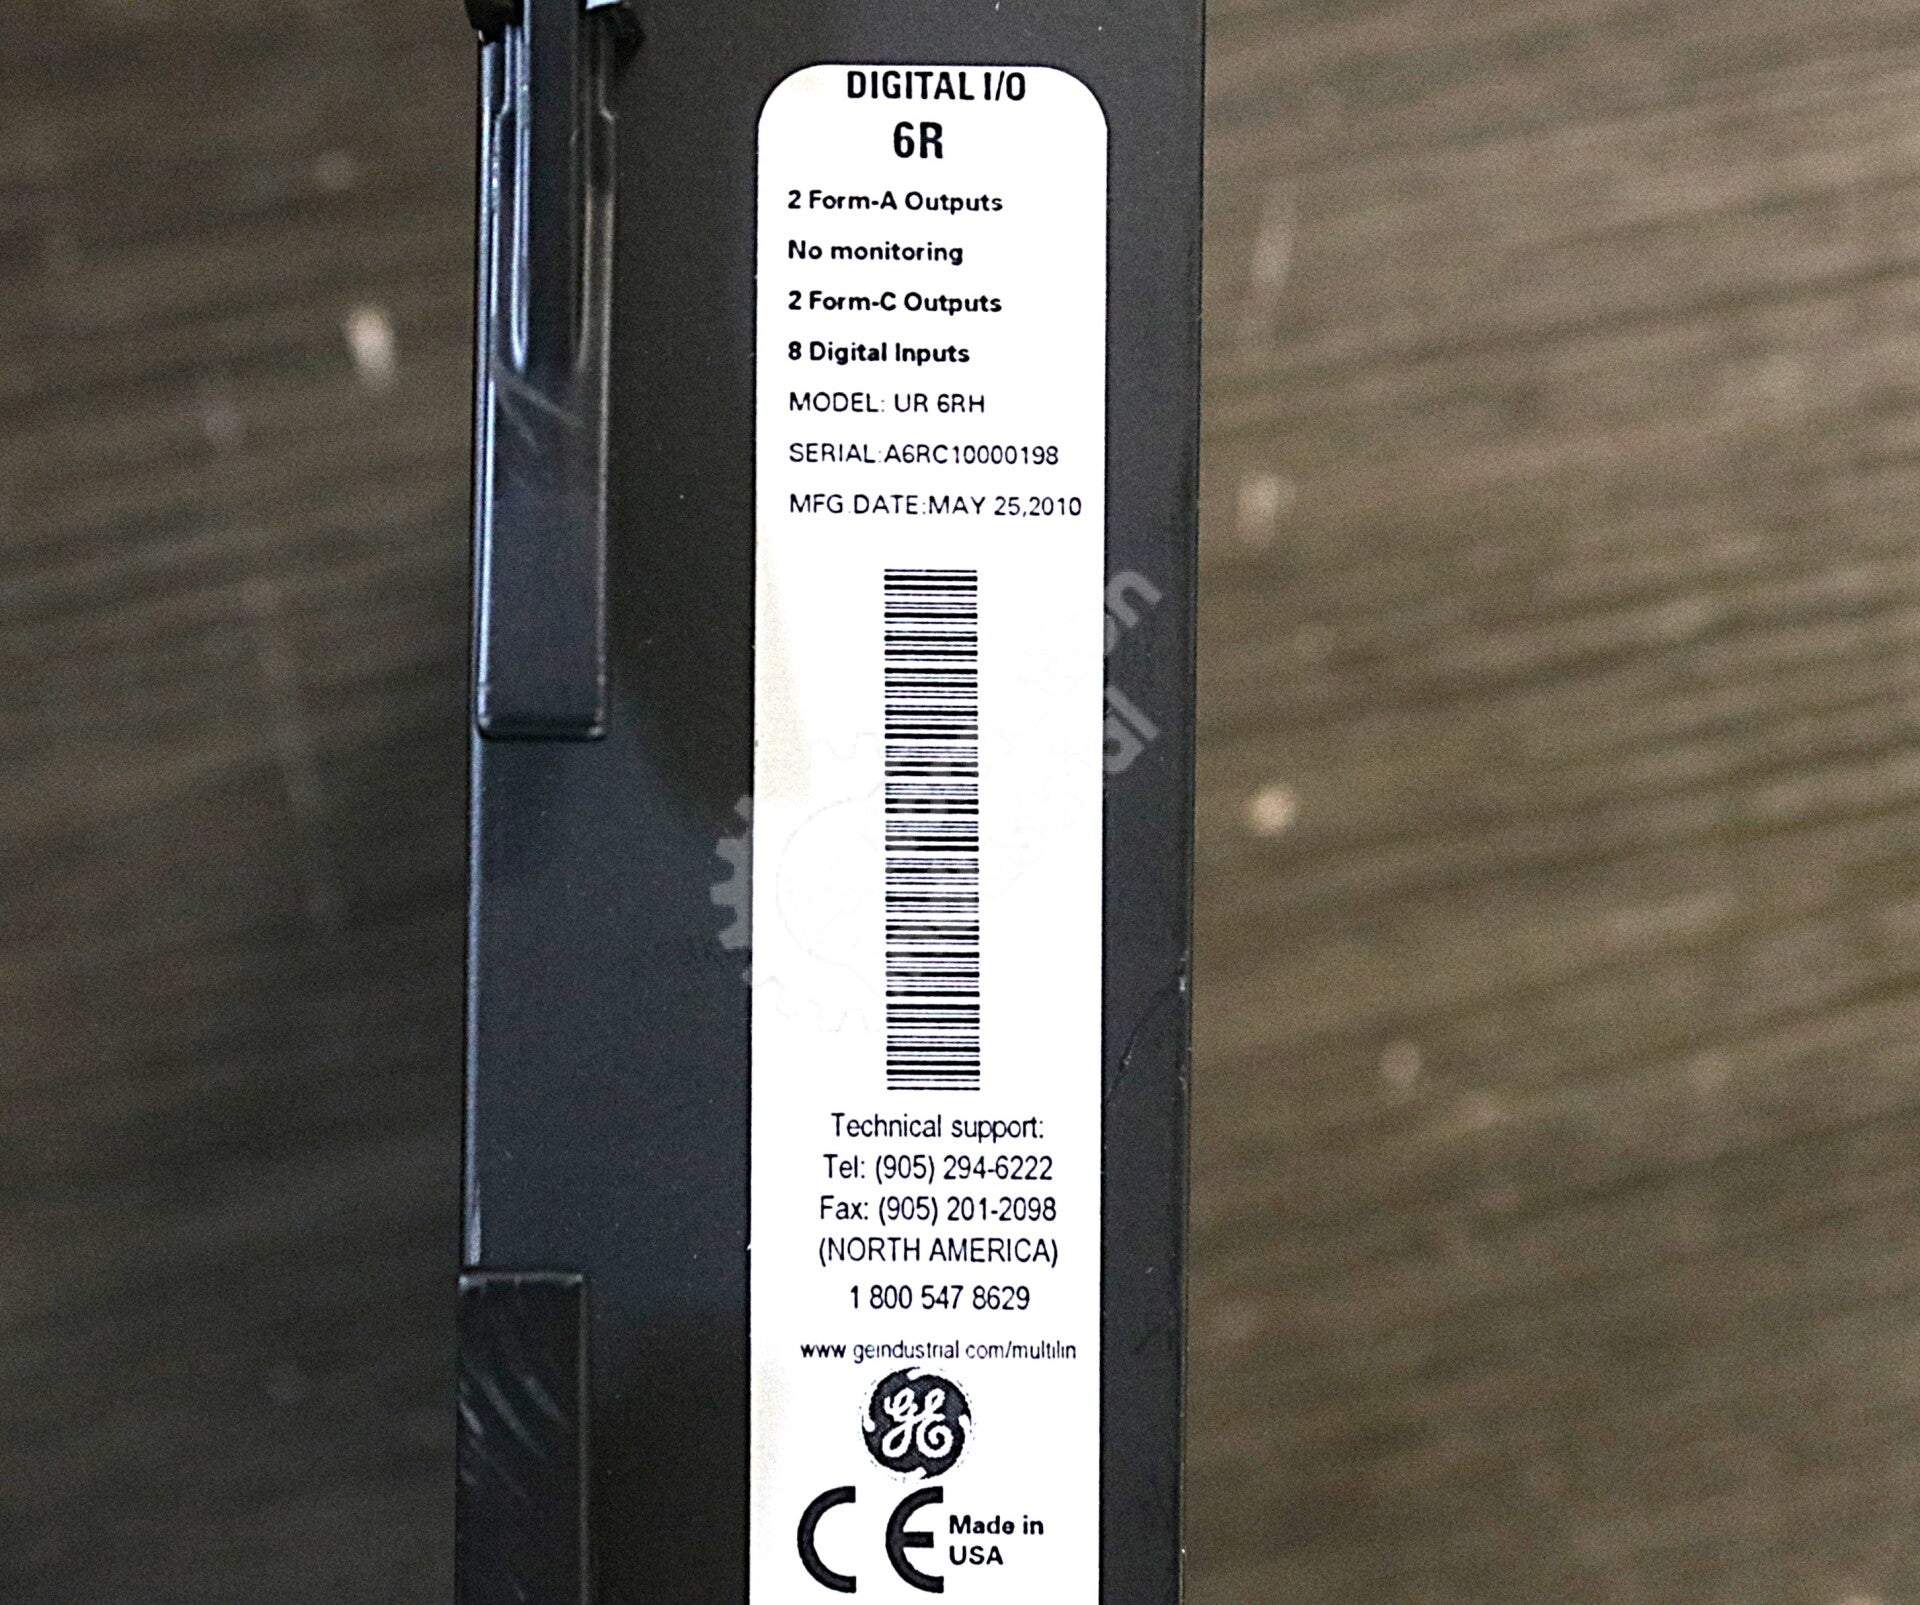 DIGITAL I/O
6R
2 Form-A Outputs
No monitoring
2 Form-C Outputs
8 Digital Inputs
MODEL: UR 6RH
SERIAL:A6RC10000198
MFG.DATE:MAY 25,2010
Technical support:
Tel: (905) 294-6222
Fax: (905) 201-2098
(NORTH AMERICA)
1 800 547 8629
www.geindustrial.com/multilin
GE
CE
Made in
USA